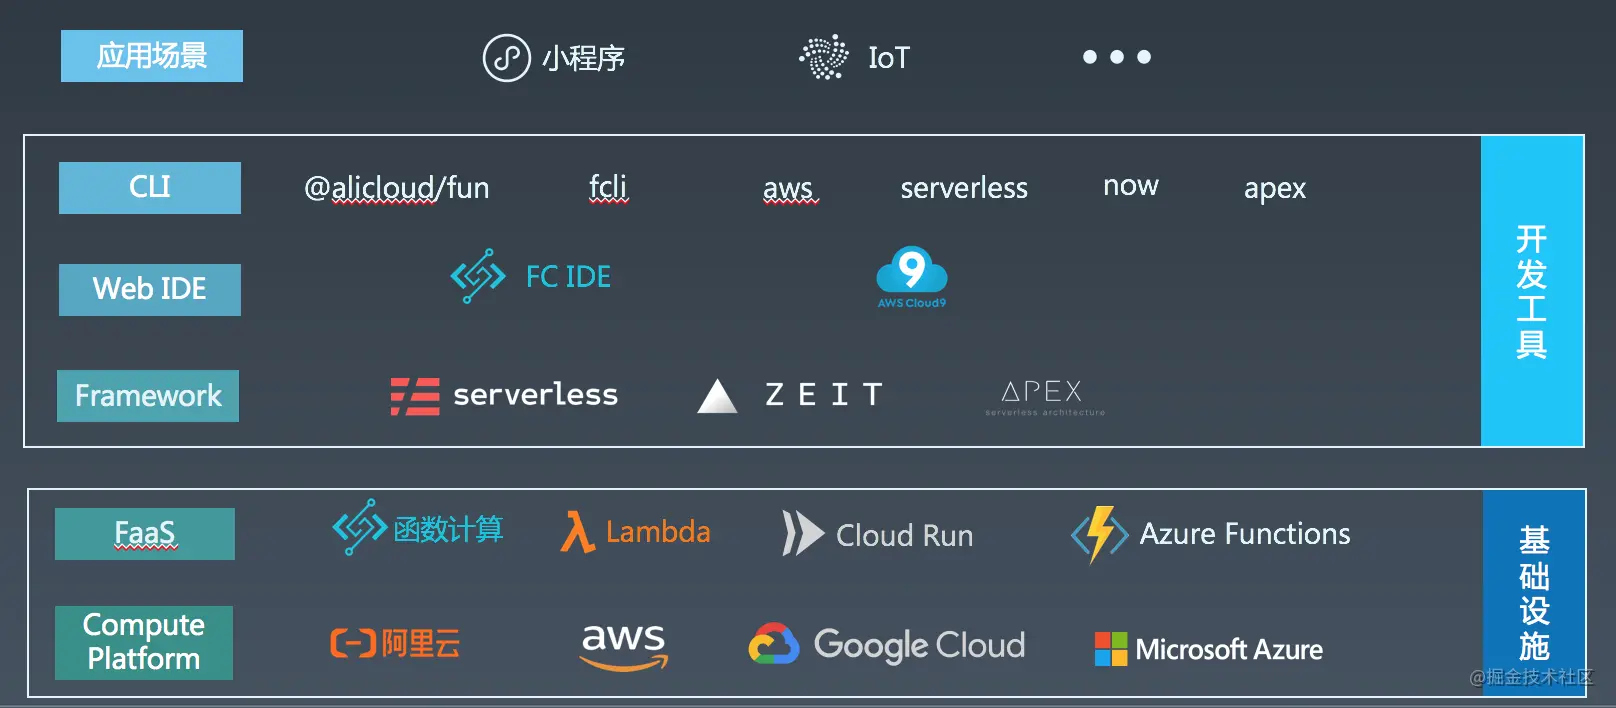 应用场景
小程序
IoT
CLI
@alicloud/fun
fcli
aws
serverless
now
apex
Web IDE
FC IDE
9
AWS Cloud9
Framework
serverless
ZEIT
APEX
serverless architecture
开发工具
FaaS
函数计算
Lambda
Cloud Run
Azure Functions
Compute
Platform
阿里云
aws
Google Cloud
Microsoft Azure
基础设施
@掘金技术社区